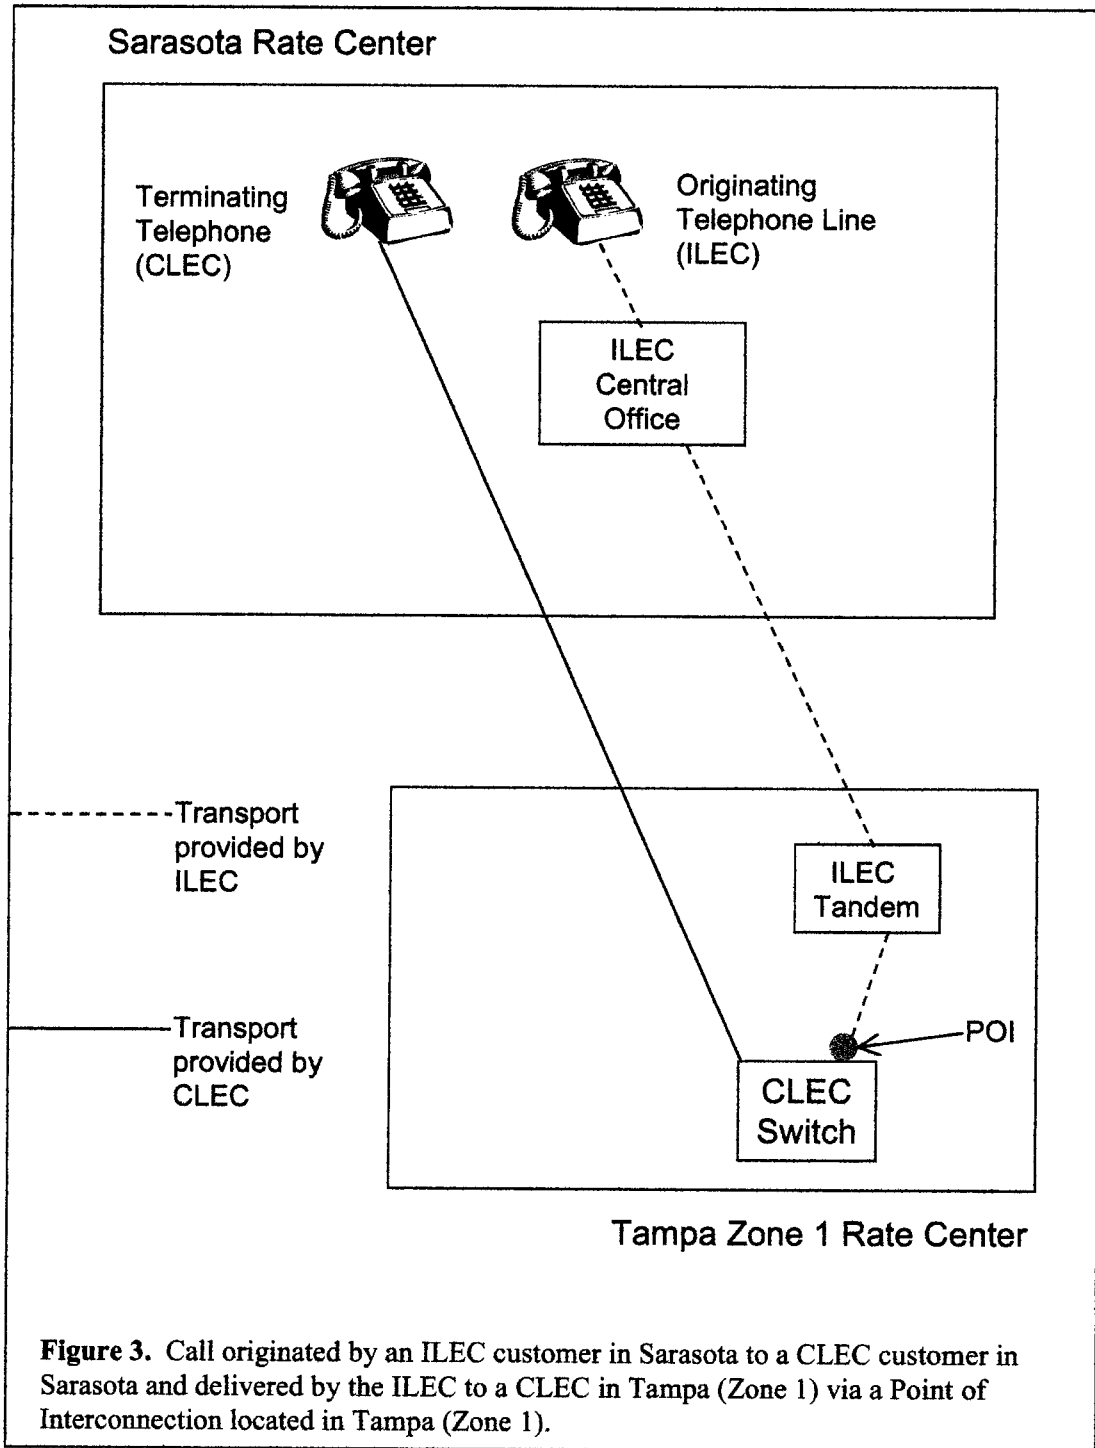 Sarasota Rate Center
Terminating
Telephone
(CLEC)
Originating
Telephone Line
(ILEC)
ILEC
Central
Office
Transport
provided by
ILEC
ILEC
Tandem
Transport
provided by
CLEC
POI
CLEC
Switch
Tampa Zone 1 Rate Center
Figure 3. Call originated by an ILEC customer in Sarasota to a CLEC customer in
Sarasota and delivered by the ILEC to a CLEC in Tampa (Zone 1) via a Point of
Interconnection located in Tampa (Zone 1).